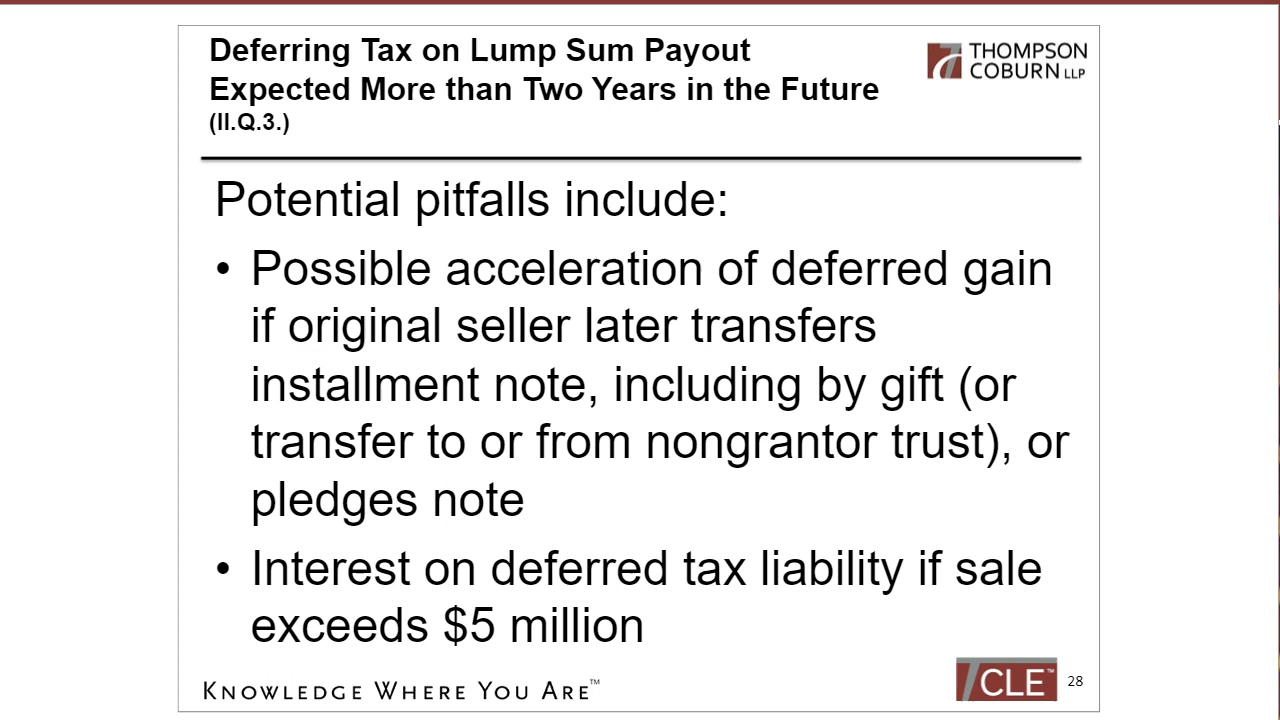 Deferring Tax on Lump Sum Payout
Expected More than Two Years in the Future
(II.Q.3.)
THOMPSON
COBURN LLP
Potential pitfalls include:
• Possible acceleration of deferred gain
if original seller later transfers
installment note, including by gift (or
transfer to or from nongrantor trust), or
pledges note
• Interest on deferred tax liability if sale
exceeds $5 million
KNOWLEDGE WHERE YOU ARE™
CLE™
28